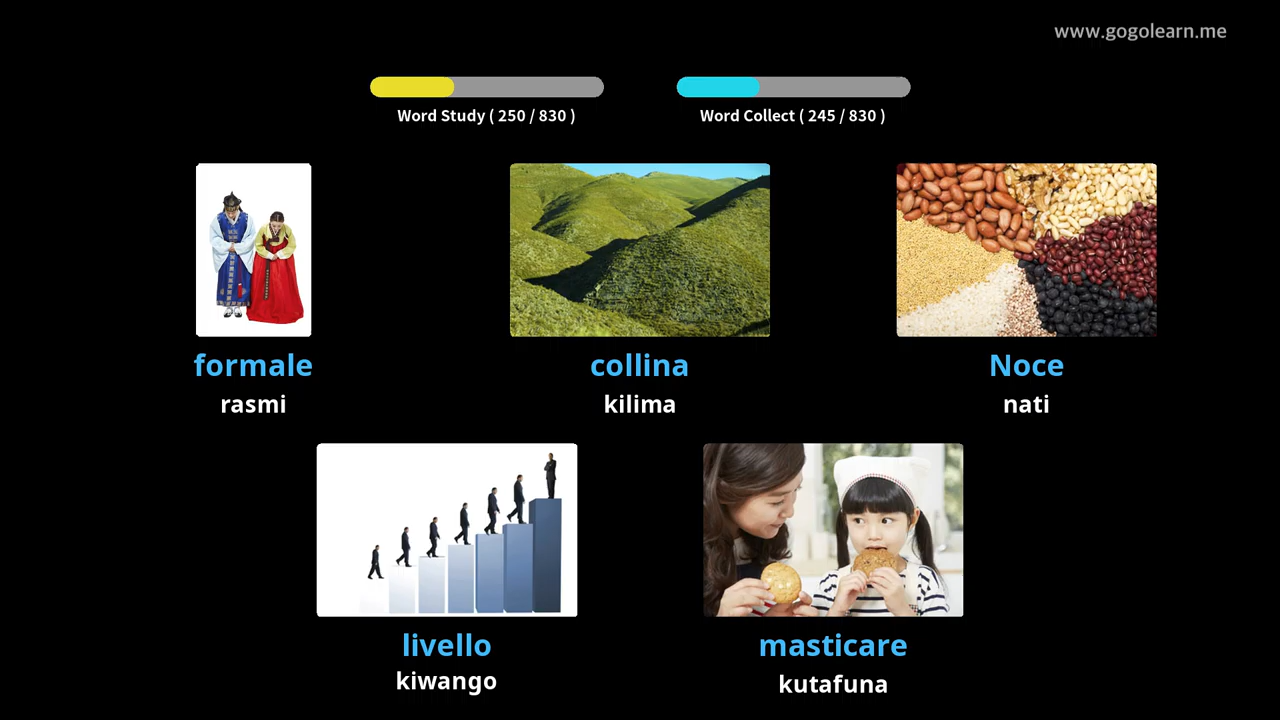 www.gogolearn.me
Word Study ( 250 / 830 )
Word Collect ( 245 / 830 )
formale
rasmi
collina
kilima
Noce
nati
livello
kiwango
masticare
kutafuna